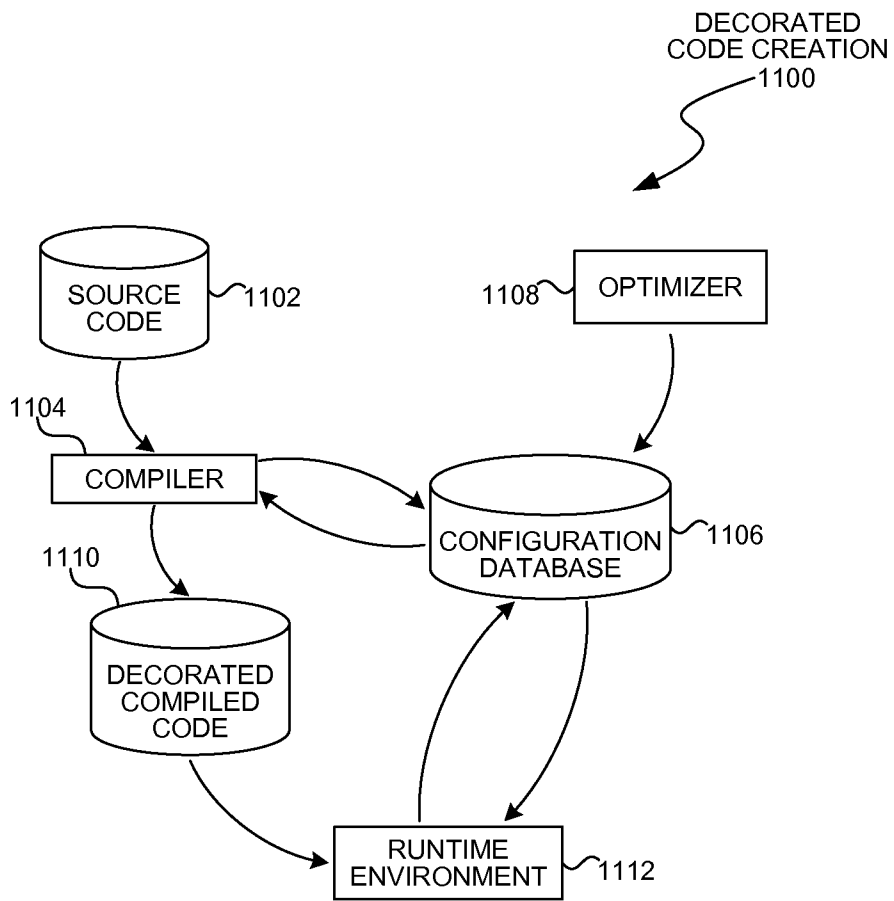 DECORATED
CODE CREATION
1100
SOURCE
CODE
1102
1108
OPTIMIZER
1104
COMPILER
CONFIGURATION
DATABASE
1106
1110
DECORATED
COMPILED
CODE
RUNTIME
ENVIRONMENT
1112